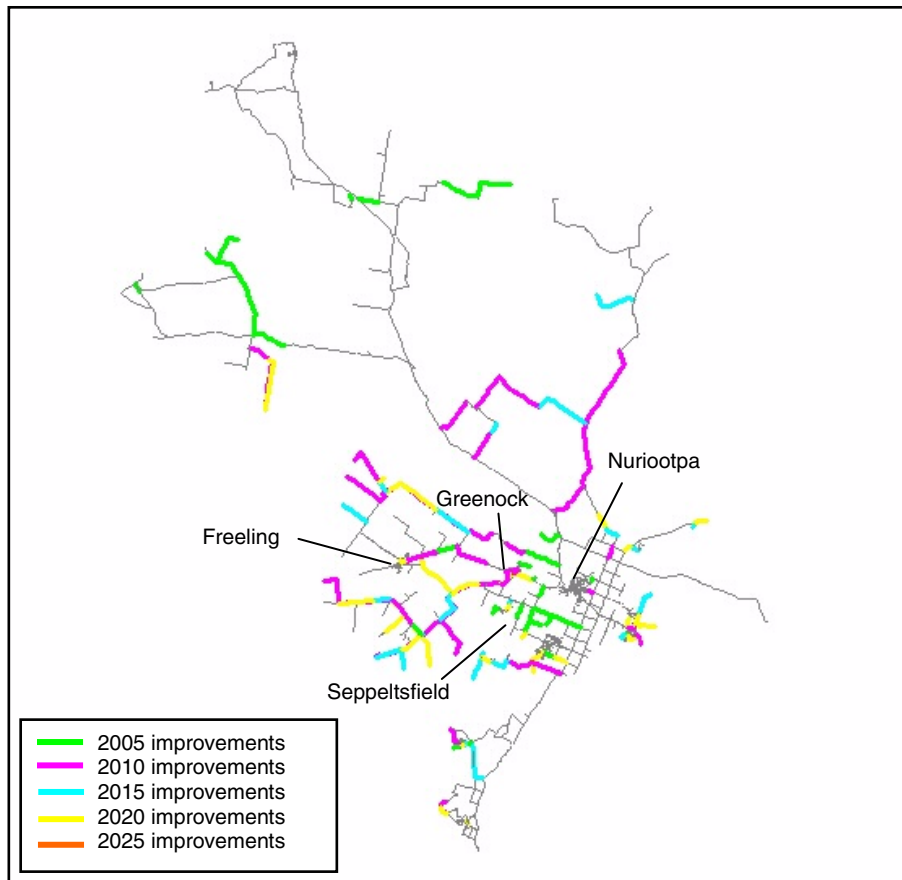 Nuriootpa
Greenock
Freeling
Seppeltsfield
2005 improvements
2010 improvements
2015 improvements
2020 improvements
2025 improvements